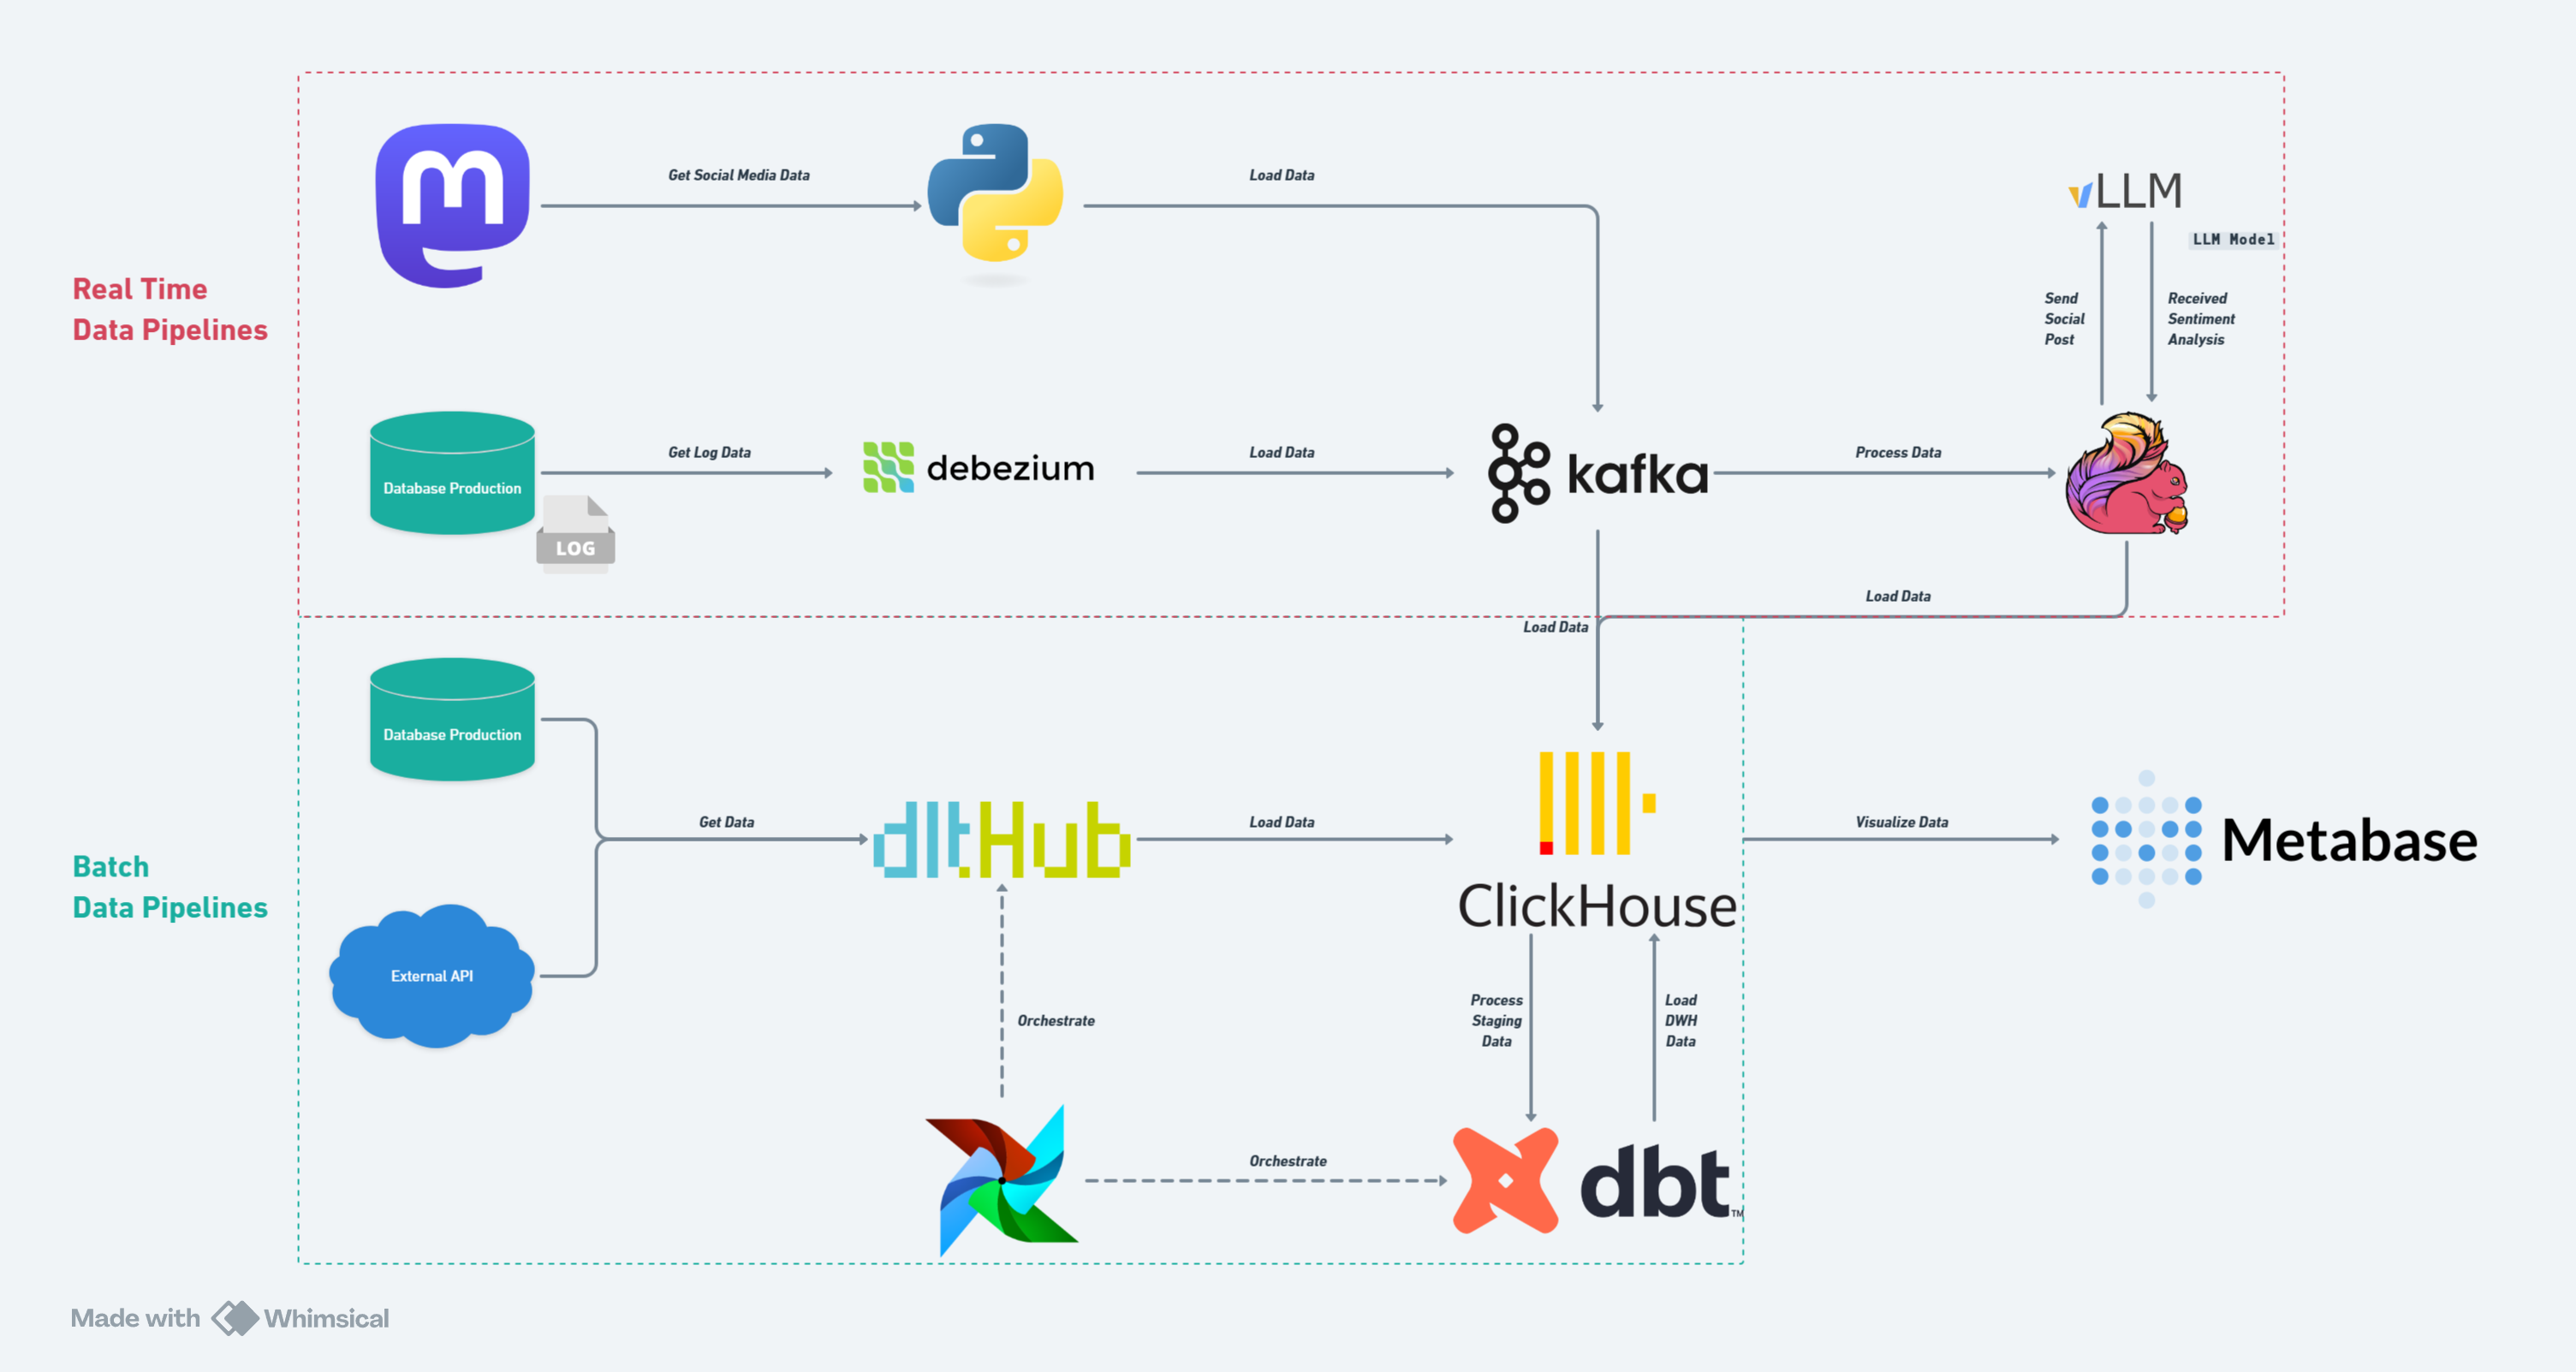 Real Time
Data Pipelines
Get Social Media Data
Load Data
vLLM
LLM Model
Send
Social
Post
Received
Sentiment
Analysis
Database Production
LOG
Get Log Data
debezium
Load Data
kafka
Process Data
Load Data
Load Data
Batch
Data Pipelines
Database Production
External API
Get Data
dltHub
Load Data
ClickHouse
Visualize Data
Metabase
Orchestrate
Process
Staging
Data
Load
DWH
Data
Orchestrate
dbt™
Made with Whimsical